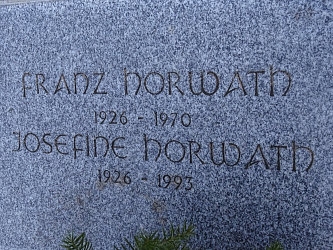 FRANZ HORWATH
1926 - 1970
JOSEFINE HORWATH
1926 - 1993